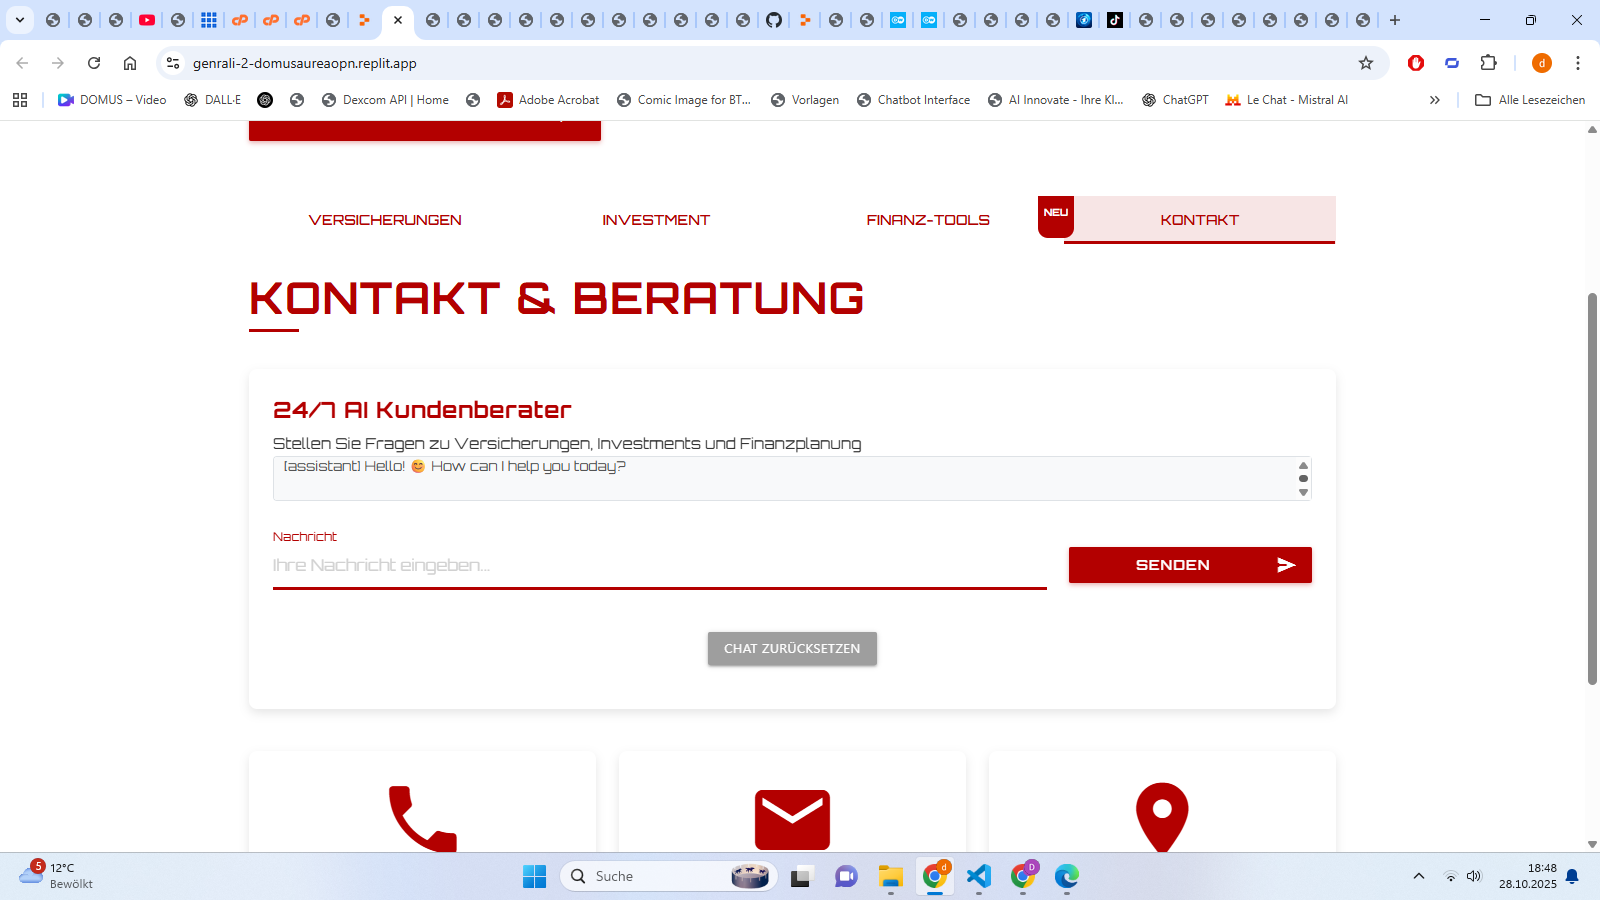 genrali-2-domusaureaopn.replit.app
d
DOMUS – Video
DALL·E
Dexcom API | Home
Adobe Acrobat
Comic Image for BT...
Vorlagen
Chatbot Interface
AI Innovate - Ihre KI...
ChatGPT
Le Chat - Mistral AI
Alle Lesezeichen
VERSICHERUNGEN
INVESTMENT
FINANZ-TOOLS
NEU
KONTAKT
KONTAKT & BERATUNG
24/7 AI Kundenberater
Stellen Sie Fragen zu Versicherungen, Investments und Finanzplanung
[assistant] Hello! 😊 How can I help you today?
Nachricht
Ihre Nachricht eingeben...
SENDEN
CHAT ZURÜCKSETZEN
5
12°C
Bewölkt
Suche
d
D
18:48
28.10.2025